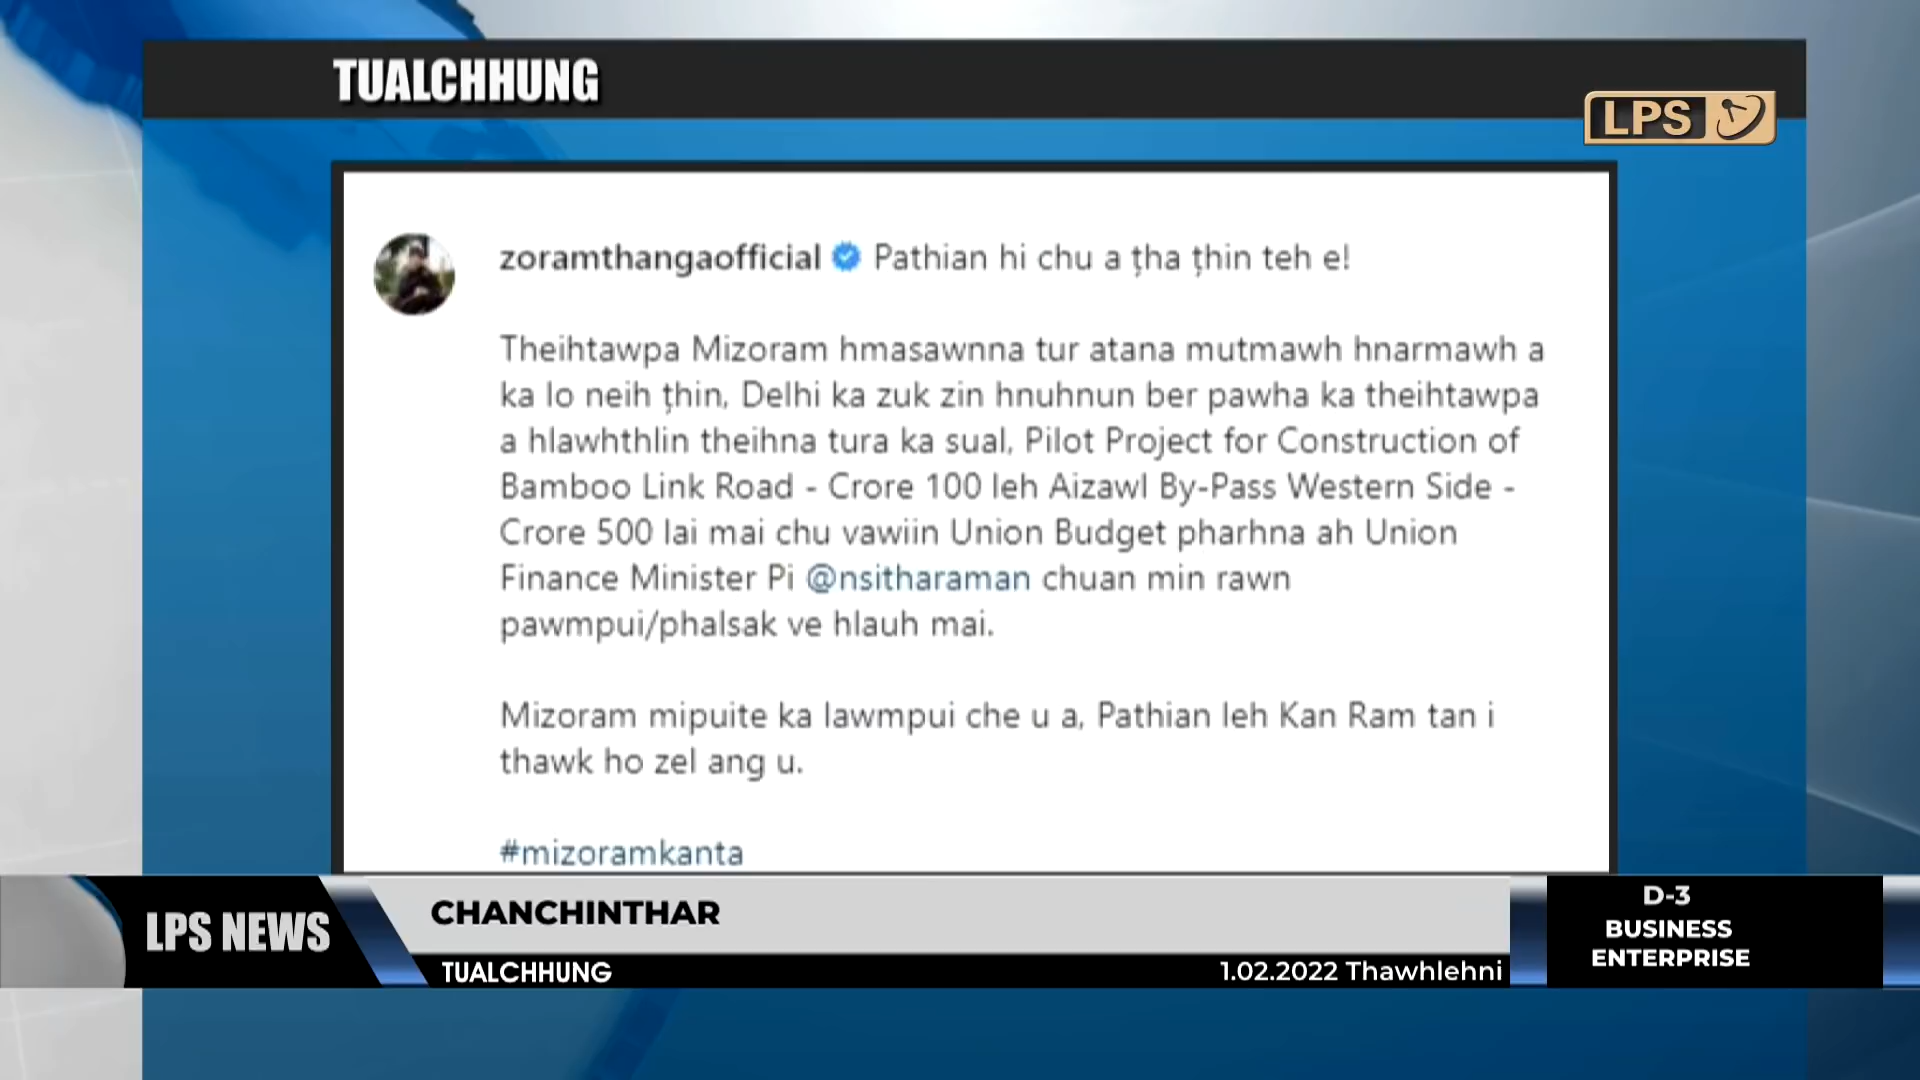 TUALCHHUNG
LPS
zoramthangaofficial Pathian hi chu a ṭha ṭhin teh e!
Theihtawpa Mizoram hmasawnna tur atana mutmawh hnarmawh a
ka lo neih ṭhin, Delhi ka zuk zin hnuhnun ber pawha ka theihtawpa
a hlawhthlin theihna tura ka sual, Pilot Project for Construction of
Bamboo Link Road - Crore 100 leh Aizawl By-Pass Western Side -
Crore 500 lai mai chu vawiin Union Budget pharhna ah Union
Finance Minister Pi @nsitharaman chuan min rawn
pawmpui/phalsak ve hlauh mai.
Mizoram mipuite ka lawmpui che u a, Pathian leh Kan Ram tan i
thawk ho zel ang u.
#mizoramkanta
LPS NEWS
CHANCHINTHAR
TUALCHHUNG
1.02.2022 Thawhlehni
D-3
BUSINESS
ENTERPRISE